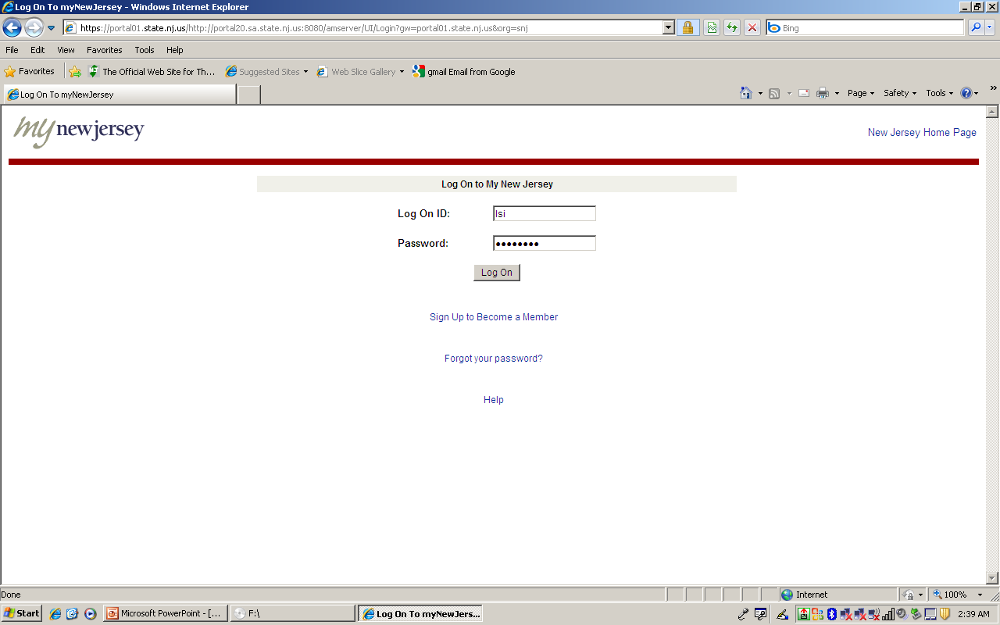 Log On To myNewJersey - Windows Internet Explorer
https://portal01.state.nj.us/http://portal20.sa.state.nj.us:8080/amserver/UI/Login?gw=portal01.state.nj.us&org=snj
Bing
File Edit View Favorites Tools Help
Favorites The Official Web Site for Th... Suggested Sites Web Slice Gallery gmail Email from Google
Log On To myNewJersey Page Safety Tools
my newjersey
New Jersey Home Page
Log On to My New Jersey
Log On ID: lsi
Password: ••••••••
Log On
Sign Up to Become a Member
Forgot your password?
Help
Done Internet 100%
Start Microsoft PowerPoint - [... F:\ Log On To myNewJers... 2:39 AM